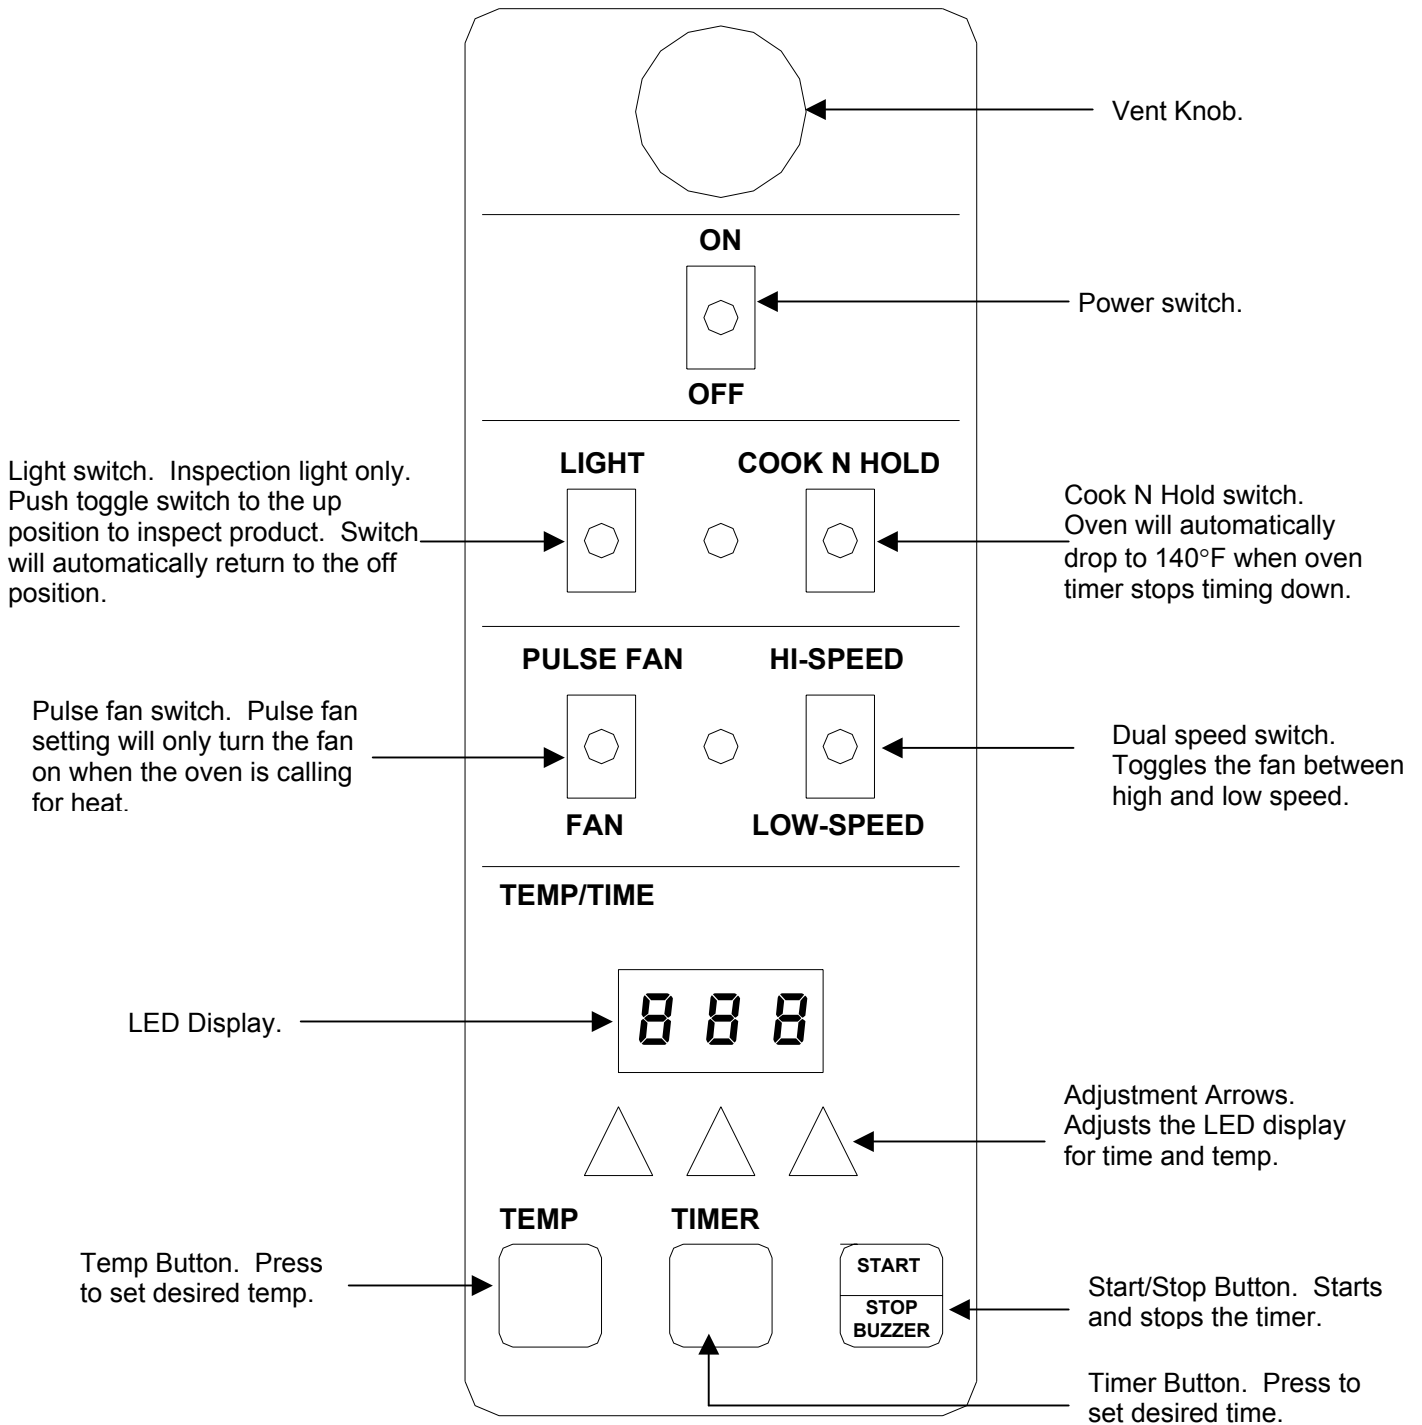 Vent Knob.
ON
Power switch.
OFF
Light switch.  Inspection light only.
Push toggle switch to the up
position to inspect product.  Switch
will automatically return to the off
position.
LIGHT
COOK N HOLD
Cook N Hold switch.
Oven will automatically
drop to 140°F when oven
timer stops timing down.
PULSE FAN
HI-SPEED
Pulse fan switch.  Pulse fan
setting will only turn the fan
on when the oven is calling
for heat.
Dual speed switch.
Toggles the fan between
high and low speed.
FAN
LOW-SPEED
TEMP/TIME
LED Display.
8 8 8
Adjustment Arrows.
Adjusts the LED display
for time and temp.
TEMP
TIMER
Temp Button.  Press
to set desired temp.
START
STOP
BUZZER
Start/Stop Button.  Starts
and stops the timer.
Timer Button.  Press to
set desired time.